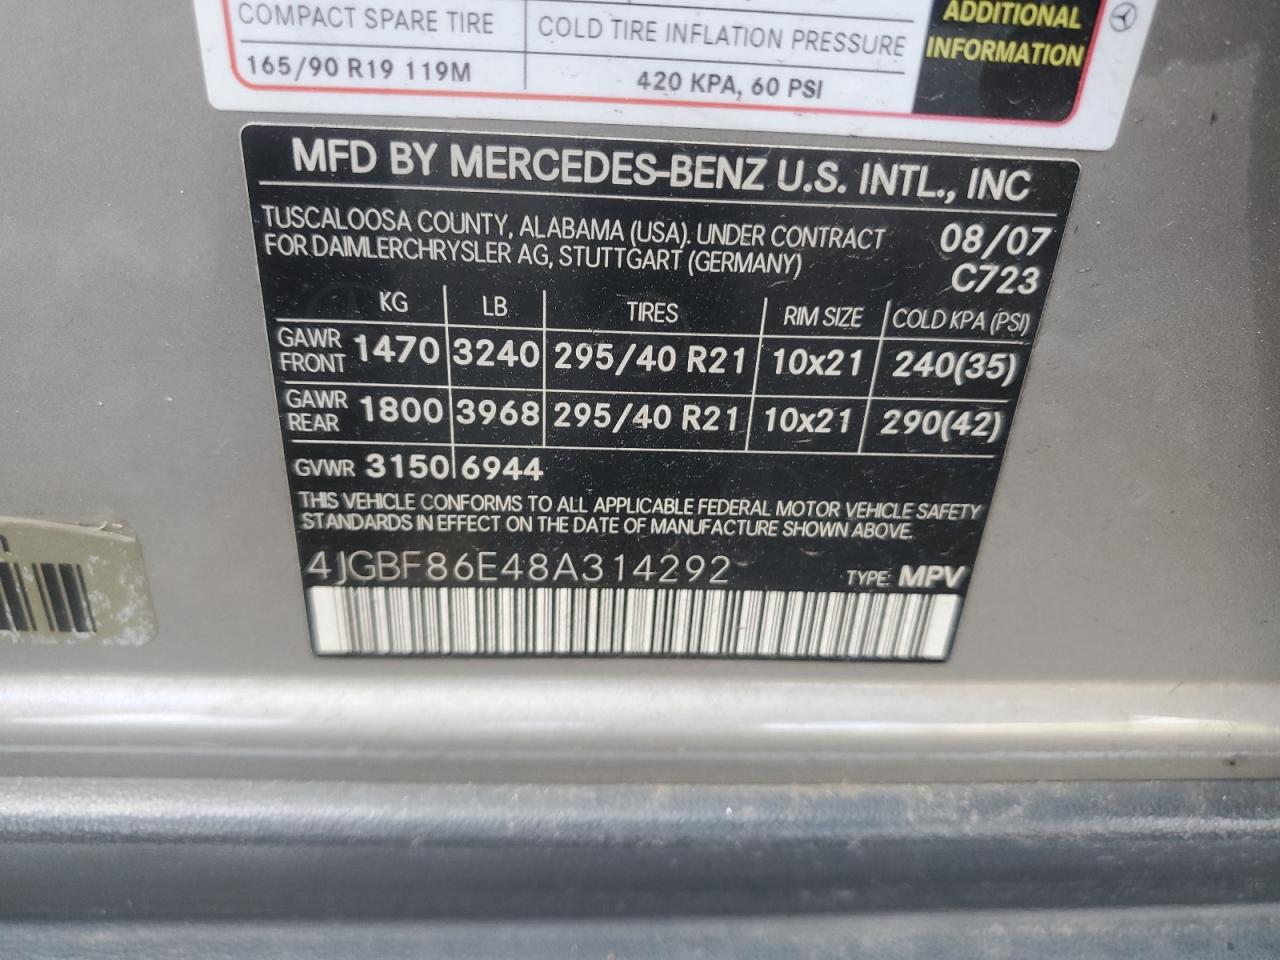 COMPACT SPARE TIRE COLD TIRE INFLATION PRESSURE
165/90 R19 119M 420 KPA, 60 PSI
ADDITIONAL
INFORMATION
MFD BY MERCEDES-BENZ U.S. INTL., INC
TUSCALOOSA COUNTY, ALABAMA (USA). UNDER CONTRACT 08/07
FOR DAIMLERCHRYSLER AG, STUTTGART (GERMANY) C723
KG LB TIRES RIM SIZE COLD KPA (PSI)
GAWR FRONT 1470 3240 295/40 R21 10x21 240(35)
GAWR REAR 1800 3968 295/40 R21 10x21 290(42)
GVWR 3150 6944
THIS VEHICLE CONFORMS TO ALL APPLICABLE FEDERAL MOTOR VEHICLE SAFETY
STANDARDS IN EFFECT ON THE DATE OF MANUFACTURE SHOWN ABOVE.
4JGBF86E48A314292 TYPE: MPV